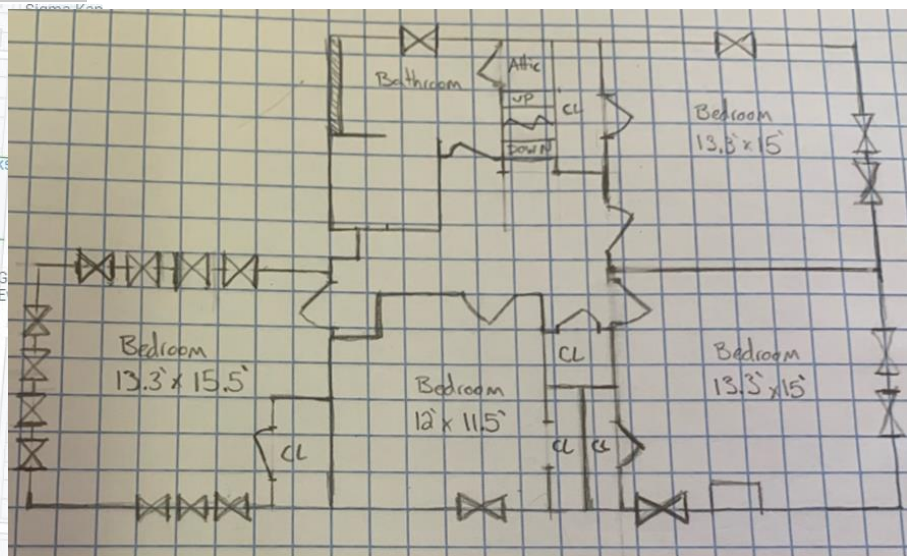 Attic
Bathroom
UP
CL
DOWN
Bedroom
13.3' x 15'
Bedroom
13.3' x 15.5'
CL
Bedroom
12' x 11.5'
CL
CL
CL
Bedroom
13.3' x 15'